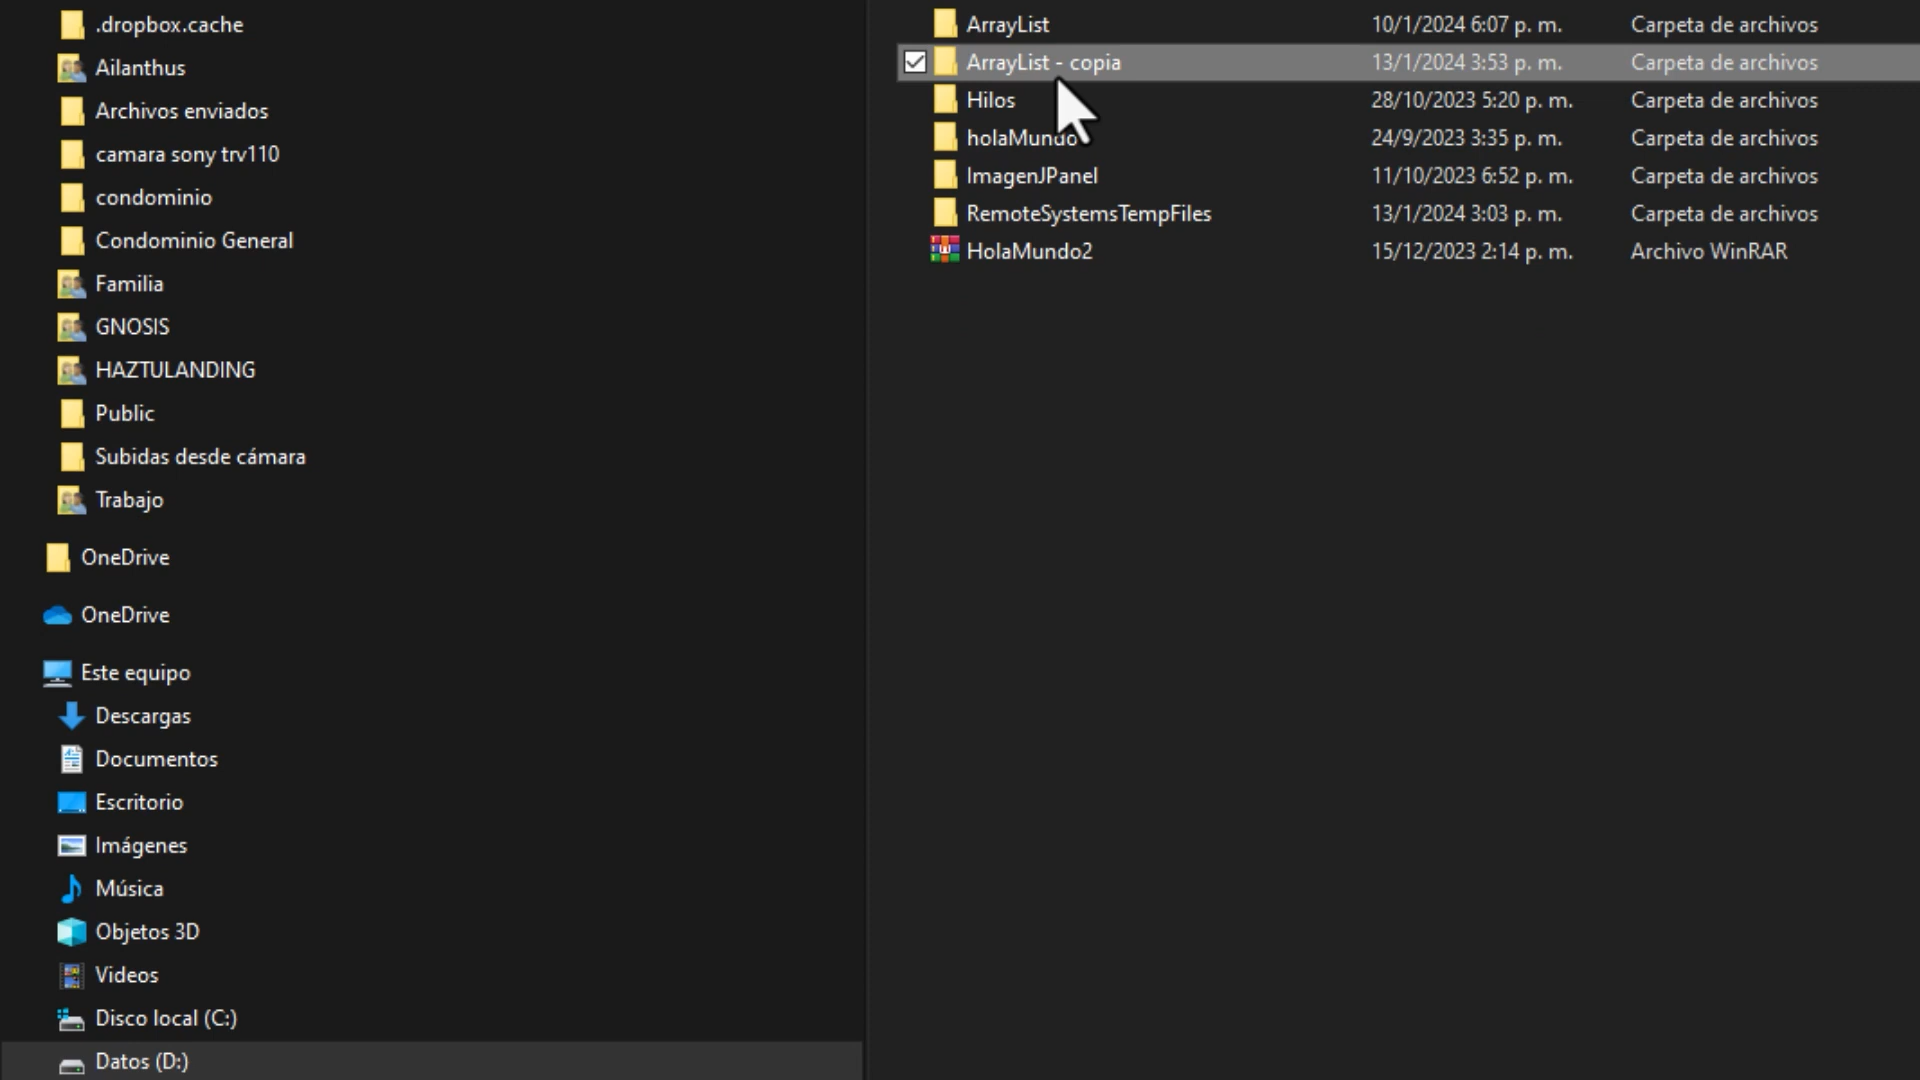 .dropbox.cache
Ailanthus
Archivos enviados
camara sony trv110
condominio
Condominio General
Familia
GNOSIS
HAZTULANDING
Public
Subidas desde cámara
Trabajo
OneDrive
OneDrive
Este equipo
Descargas
Documentos
Escritorio
Imágenes
Música
Objetos 3D
Videos
Disco local (C:)
Datos (D:)
ArrayList 10/1/2024 6:07 p. m. Carpeta de archivos
ArrayList - copia 13/1/2024 3:53 p. m. Carpeta de archivos
Hilos 28/10/2023 5:20 p. m. Carpeta de archivos
holaMundo 24/9/2023 3:35 p. m. Carpeta de archivos
ImagenJPanel 11/10/2023 6:52 p. m. Carpeta de archivos
RemoteSystemsTempFiles 13/1/2024 3:03 p. m. Carpeta de archivos
HolaMundo2 15/12/2023 2:14 p. m. Archivo WinRAR